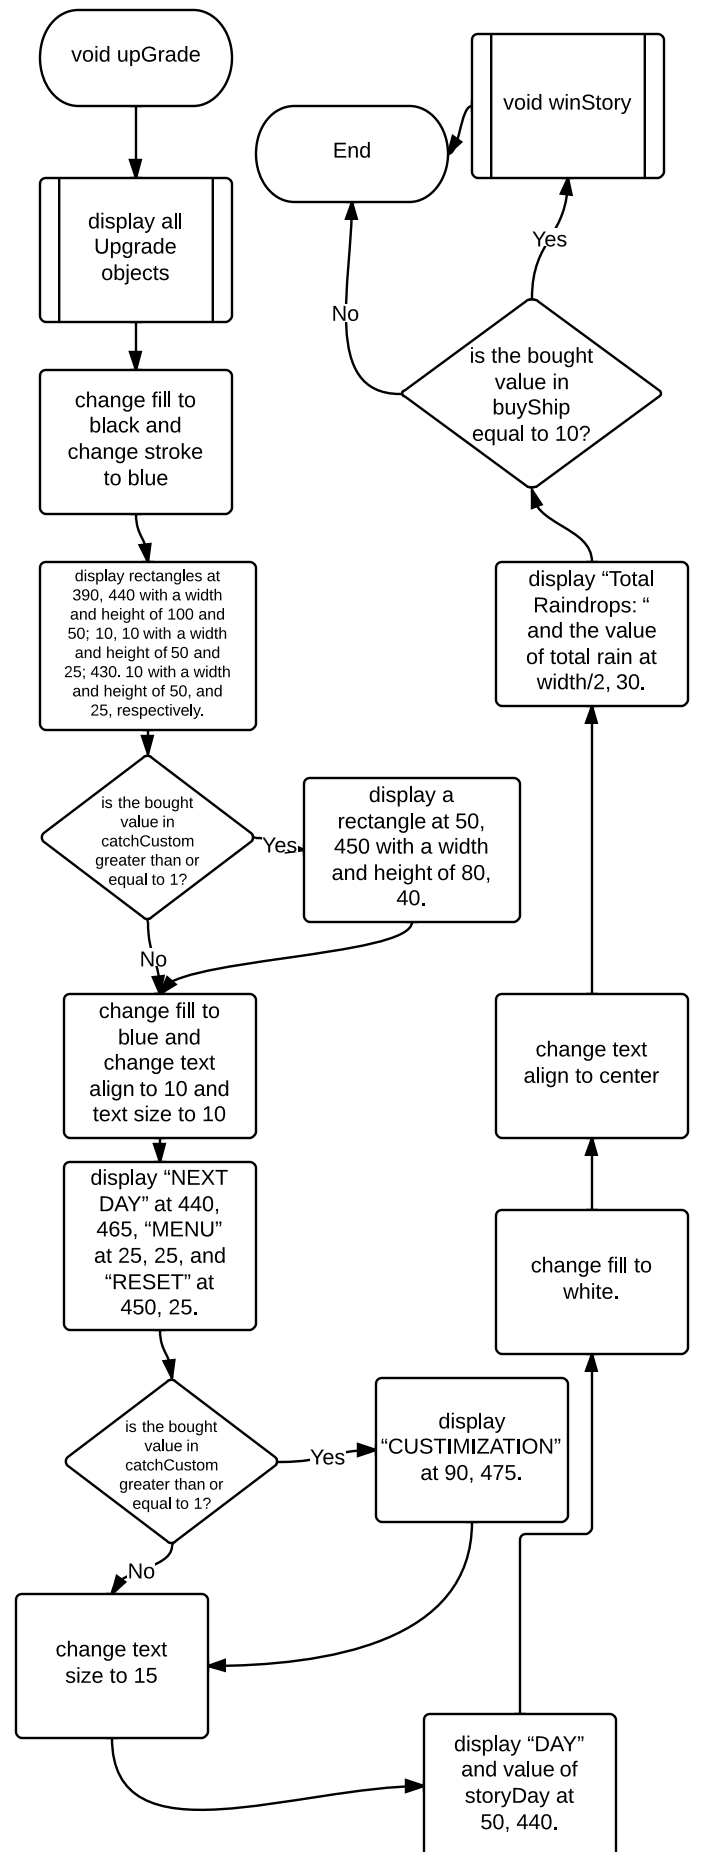 void upGrade
display all
Upgrade
objects
change fill to
black and
change stroke
to blue
display rectangles at
390, 440 with a width
and height of 100 and
50; 10, 10 with a width
and height of 50 and
25; 430. 10 with a width
and height of 50, and
25, respectively.
is the bought
value in
catchCustom
greater than or
equal to 1?
Yes
display a
rectangle at 50,
450 with a width
and height of 80,
40.
No
change fill to
blue and
change text
align to 10 and
text size to 10
display “NEXT
DAY” at 440,
465, “MENU”
at 25, 25, and
“RESET” at
450, 25.
is the bought
value in
catchCustom
greater than or
equal to 1?
Yes
display
“CUSTIMIZATION”
at 90, 475.
No
change text
size to 15
display “DAY”
and value of
storyDay at
50, 440.
change fill to
white.
change text
align to center
display “Total
Raindrops: “
and the value
of total rain at
width/2, 30.
is the bought
value in
buyShip
equal to 10?
Yes
void winStory
No
End